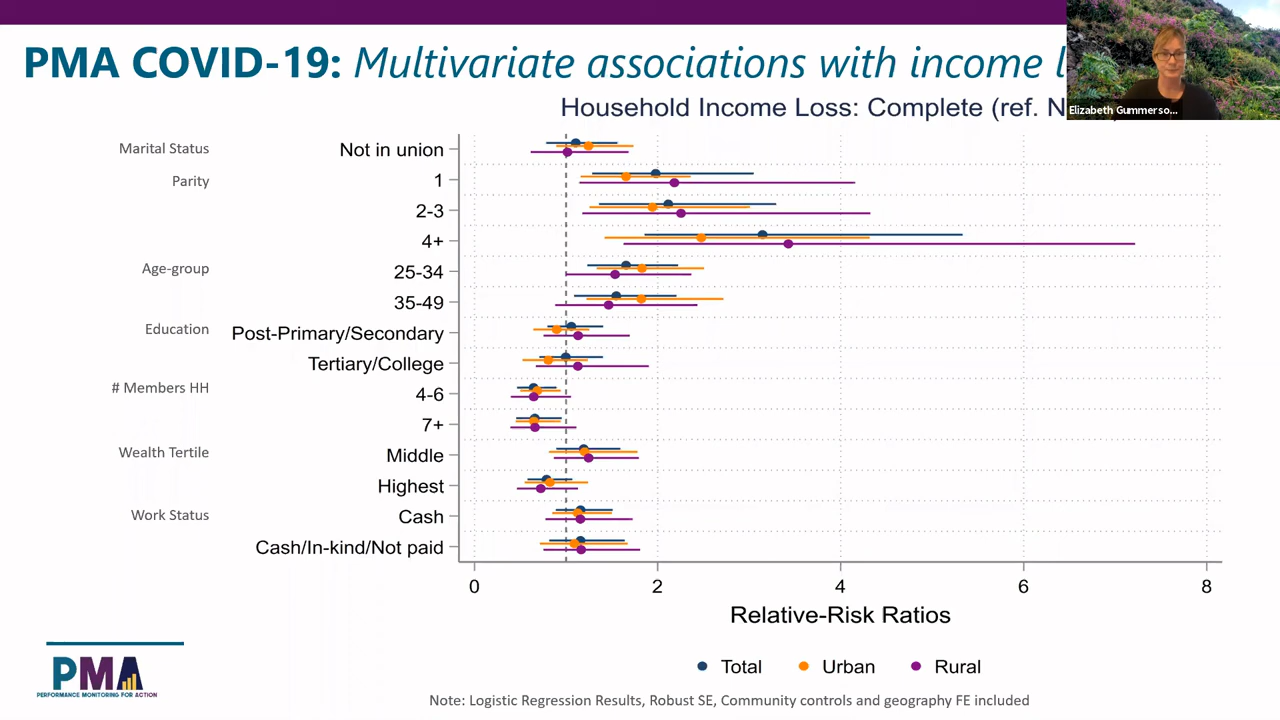 PMA COVID-19: Multivariate associations with income l
Household Income Loss: Complete (ref. N
Elizabeth Gummerso...
Marital Status
Not in union
Parity
1
2-3
4+
Age-group
25-34
35-49
Education
Post-Primary/Secondary
Tertiary/College
# Members HH
4-6
7+
Wealth Tertile
Middle
Highest
Work Status
Cash
Cash/In-kind/Not paid
0 2 4 6 8
Relative-Risk Ratios
Total Urban Rural
PMA
PERFORMANCE MONITORING FOR ACTION
Note: Logistic Regression Results, Robust SE, Community controls and geography FE included